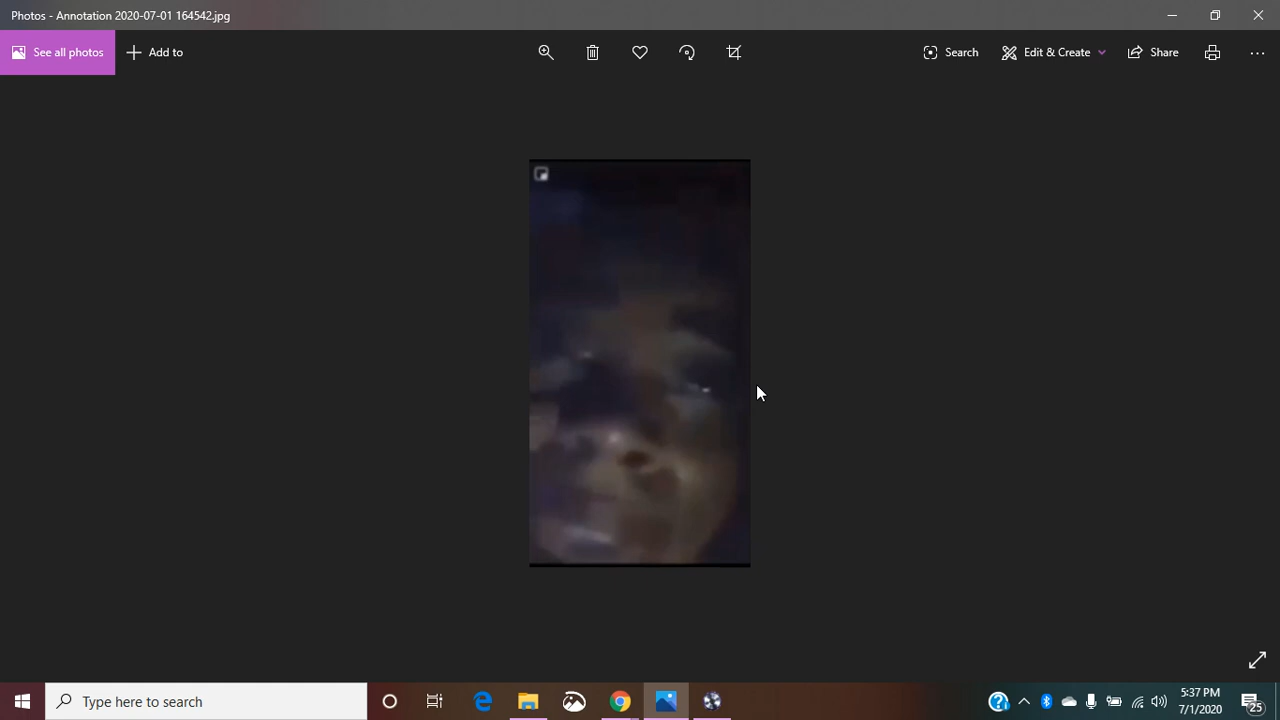 Photos - Annotation 2020-07-01 164542.jpg
See all photos
Add to
Search
Edit & Create
Share
Type here to search
5:37 PM
7/1/2020
25